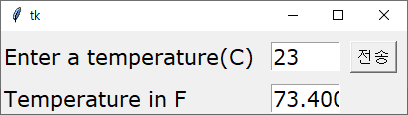 tk
Enter a temperature(C) 23 전송
Temperature in F 73.400